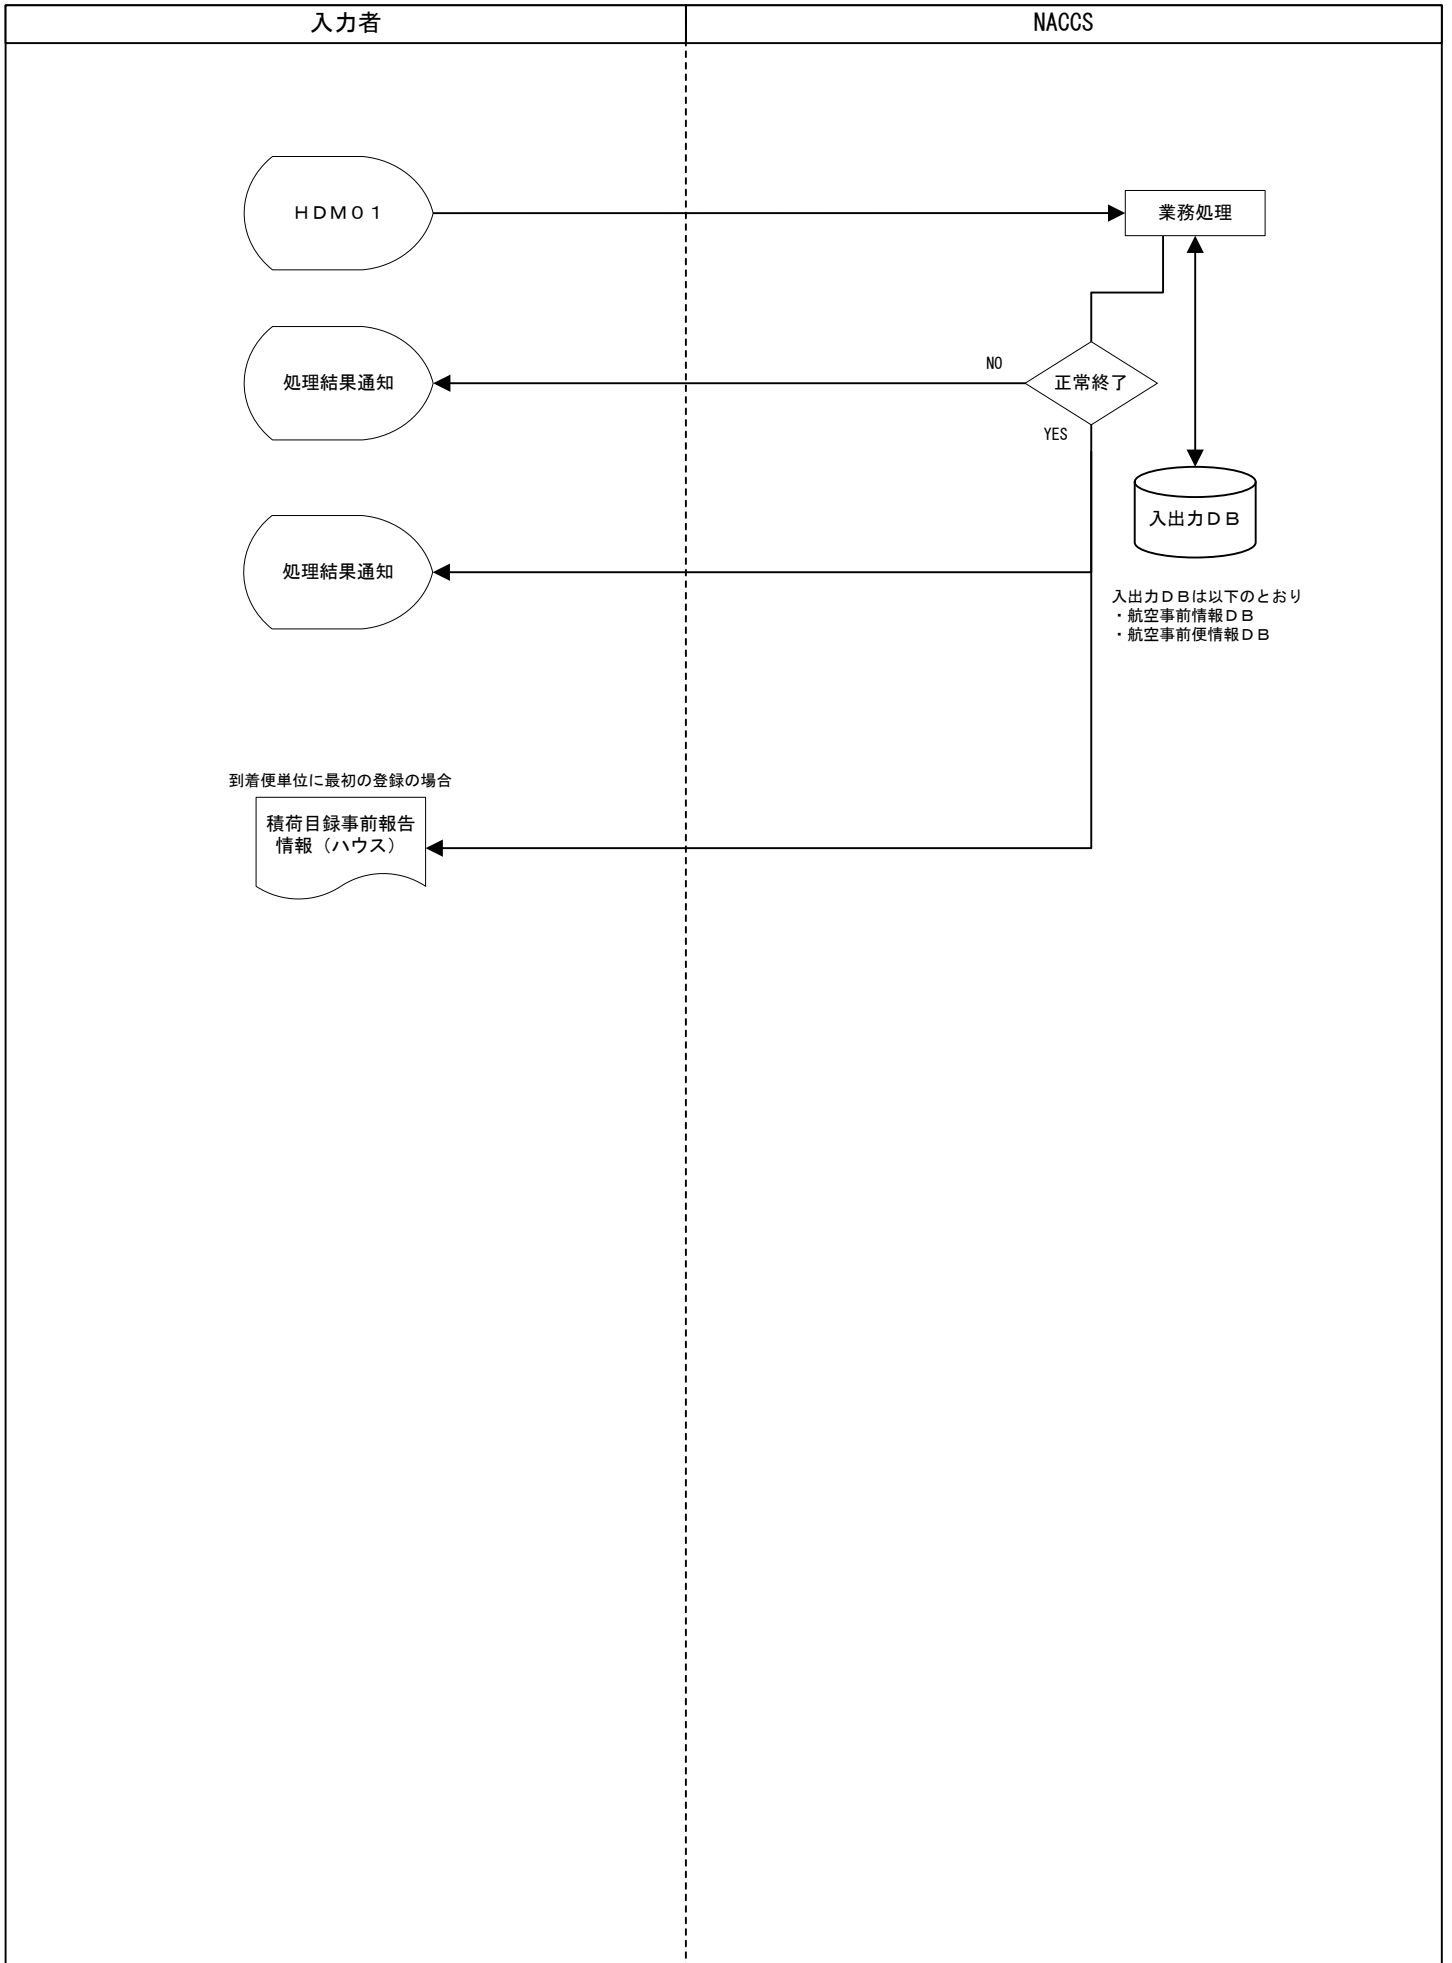 入力者
NACCS
ＨＤＭ０１
業務処理
処理結果通知
NO
正常終了
YES
入出力ＤＢ
処理結果通知
入出力ＤＢは以下のとおり
・航空事前情報ＤＢ
・航空事前便情報ＤＢ
到着便単位に最初の登録の場合
積荷目録事前報告
情報（ハウス）